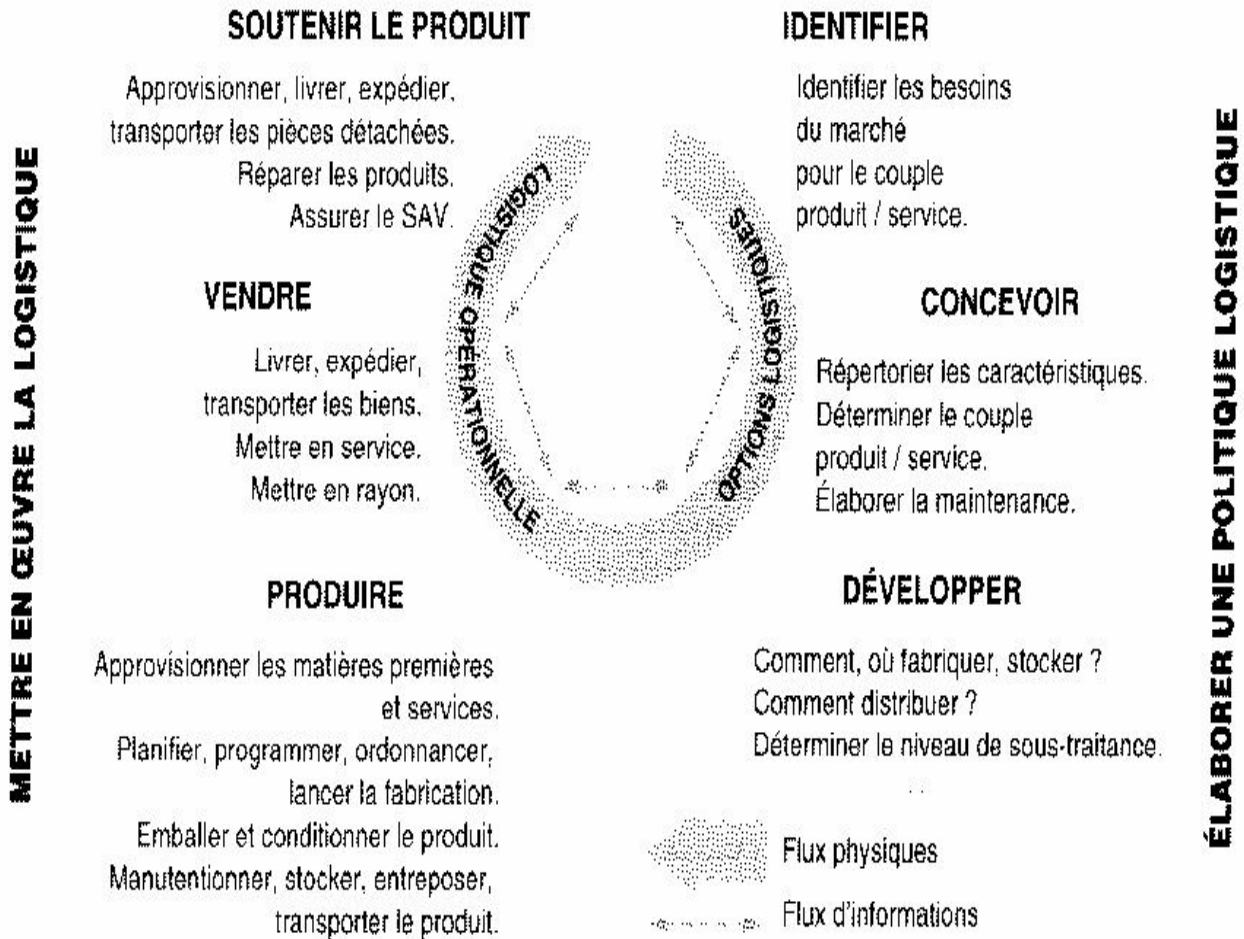 METTRE EN ŒUVRE LA LOGISTIQUE
SOUTENIR LE PRODUIT
Approvisionner, livrer, expédier,
transporter les pièces détachées.
Réparer les produits.
Assurer le SAV.
VENDRE
Livrer, expédier,
transporter les biens.
Mettre en service.
Mettre en rayon.
PRODUIRE
Approvisionner les matières premières
et services.
Planifier, programmer, ordonnancer,
lancer la fabrication.
Emballer et conditionner le produit.
Manutentionner, stocker, entreposer,
transporter le produit.
LOGISTIQUE OPÉRATIONNELLE
OPTIONS LOGISTIQUES
IDENTIFIER
Identifier les besoins
du marché
pour le couple
produit / service.
CONCEVOIR
Répertorier les caractéristiques.
Déterminer le couple
produit / service.
Élaborer la maintenance.
DÉVELOPPER
Comment, où fabriquer, stocker ?
Comment distribuer ?
Déterminer le niveau de sous-traitance.
Flux physiques
Flux d'informations
ÉLABORER UNE POLITIQUE LOGISTIQUE